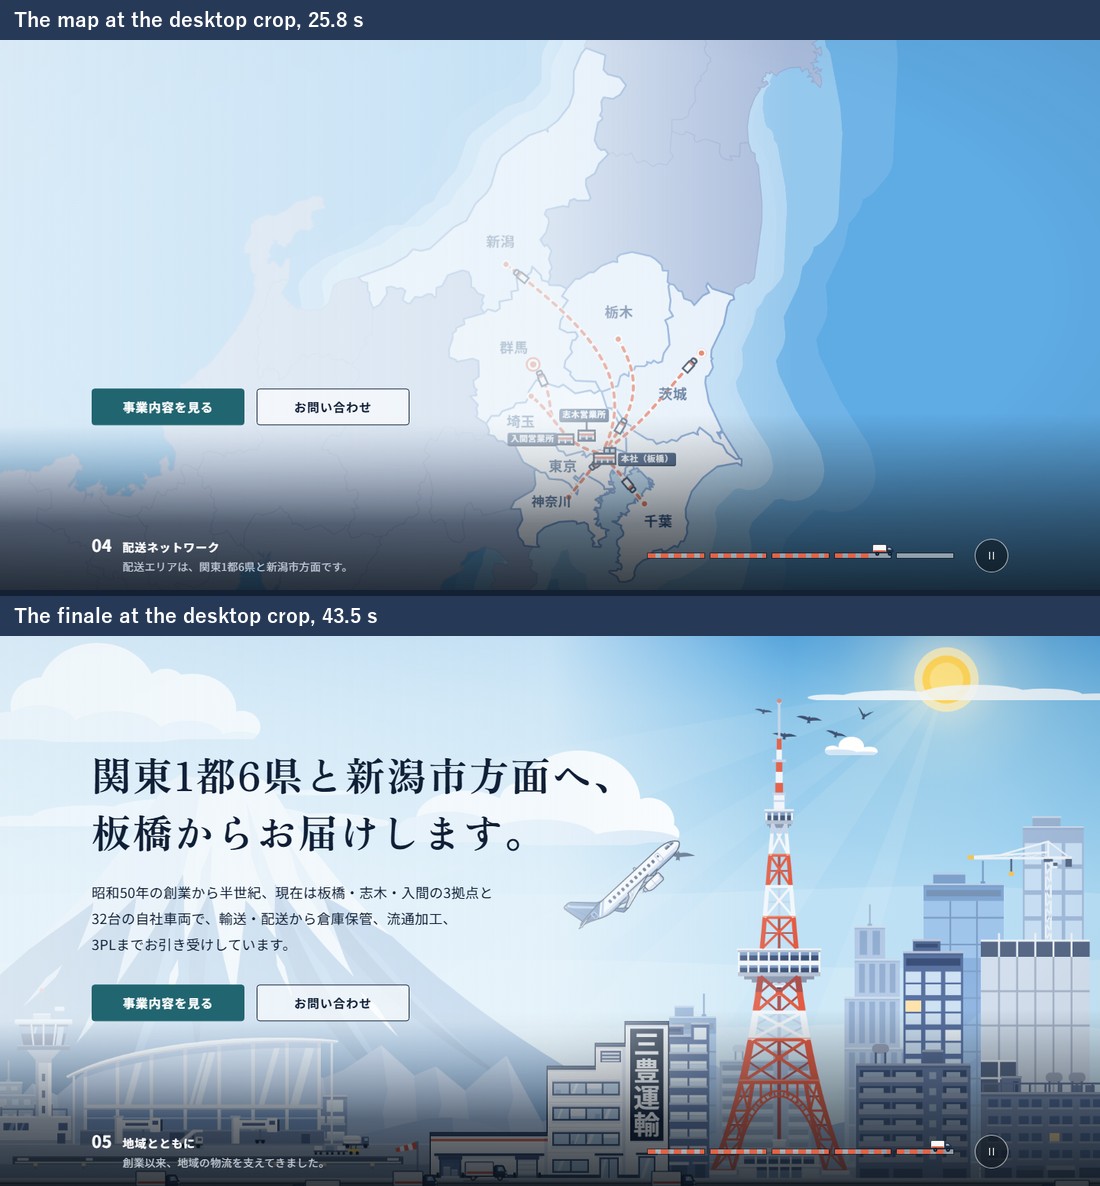 The map at the desktop crop, 25.8 s
新潟
栃木
群馬
茨城
事業内容を見る
お問い合わせ
埼玉
志木営業所
入間営業所
東京
本社（板橋）
神奈川
千葉
04 配送ネットワーク
配送エリアは、関東1都6県と新潟市方面です。
The finale at the desktop crop, 43.5 s
関東1都6県と新潟市方面へ、
板橋からお届けします。
昭和50年の創業から半世紀、現在は板橋・志木・入間の3拠点と
32台の自社車両で、輸送・配送から倉庫保管、流通加工、
3PLまでお引き受けしています。
事業内容を見る
お問い合わせ
三豊運輸
05 地域とともに
創業以来、地域の物流を支えてきました。